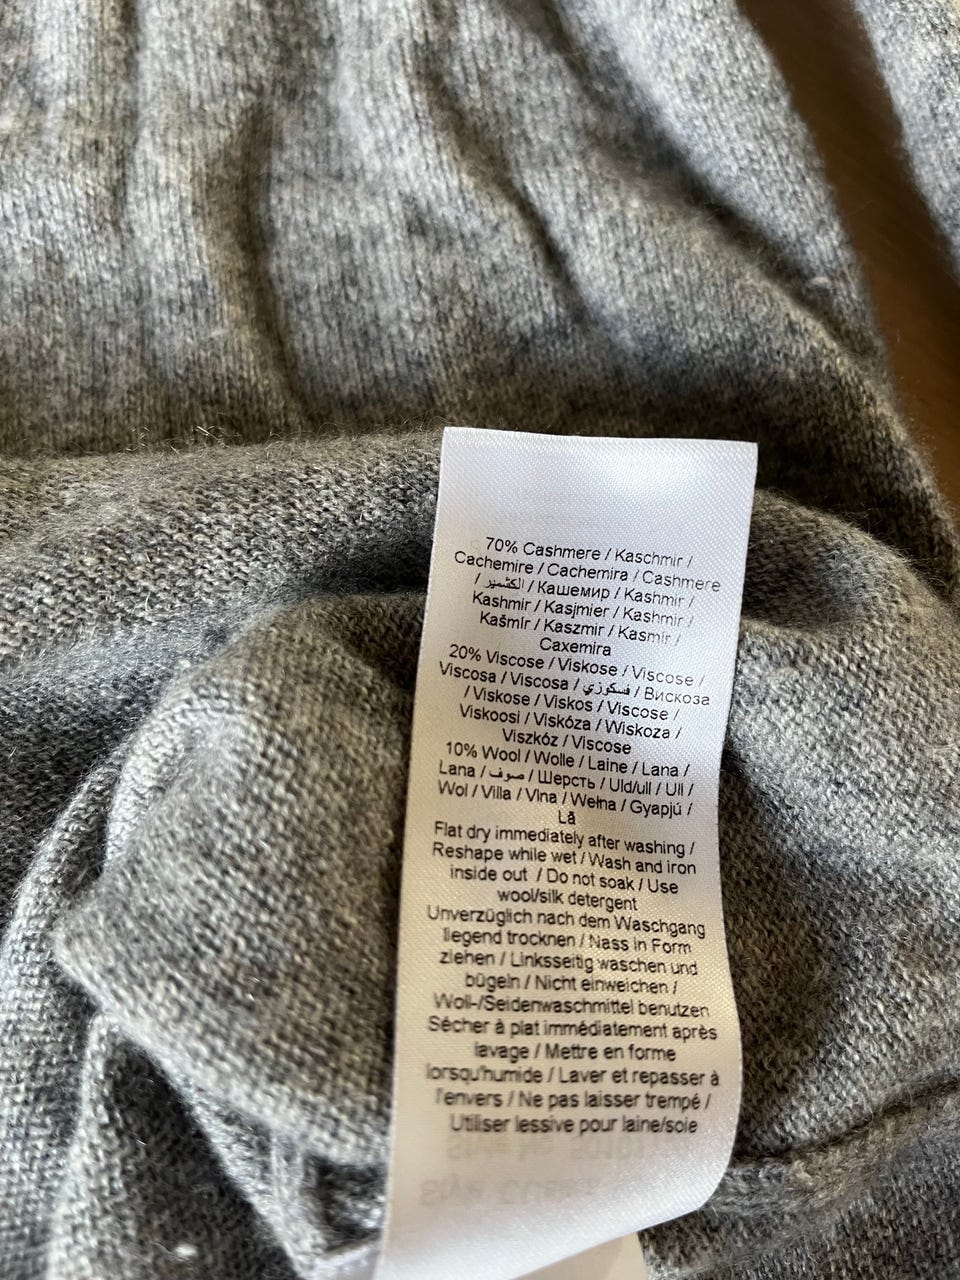 70% Cashmere / Kaschmir /
Cachemire / Cachemira / Cashmere
/ الكشمير / Кашемир / Kashmir /
Kashmir / Kasjmier / Kashmir /
Kašmír / Kaszmir / Kasmír /
Caxemira
20% Viscose / Viskose / Viscose /
Viscosa / Viscosa / فسكوزي / Вискоза
/ Viskose / Viskos / Viscose /
Viskoosi / Viskóza / Wiskoza /
Viszkóz / Viscose
10% Wool / Wolle / Laine / Lana /
Lana / صوف / Шерсть / Uld/ull / Ull /
Wol / Villa / Vlna / Wełna / Gyapjú /
Lã
Flat dry immediately after washing /
Reshape while wet / Wash and iron
inside out / Do not soak / Use
wool/silk detergent
Unverzüglich nach dem Waschgang
liegend trocknen / Nass in Form
ziehen / Linksseitig waschen und
bügeln / Nicht einweichen /
Woll-/Seidenwaschmittel benutzen
Sécher à plat immédiatement après
lavage / Mettre en forme
lorsqu'humide / Laver et repasser à
l'envers / Ne pas laisser trempé /
Utiliser lessive pour laine/soie